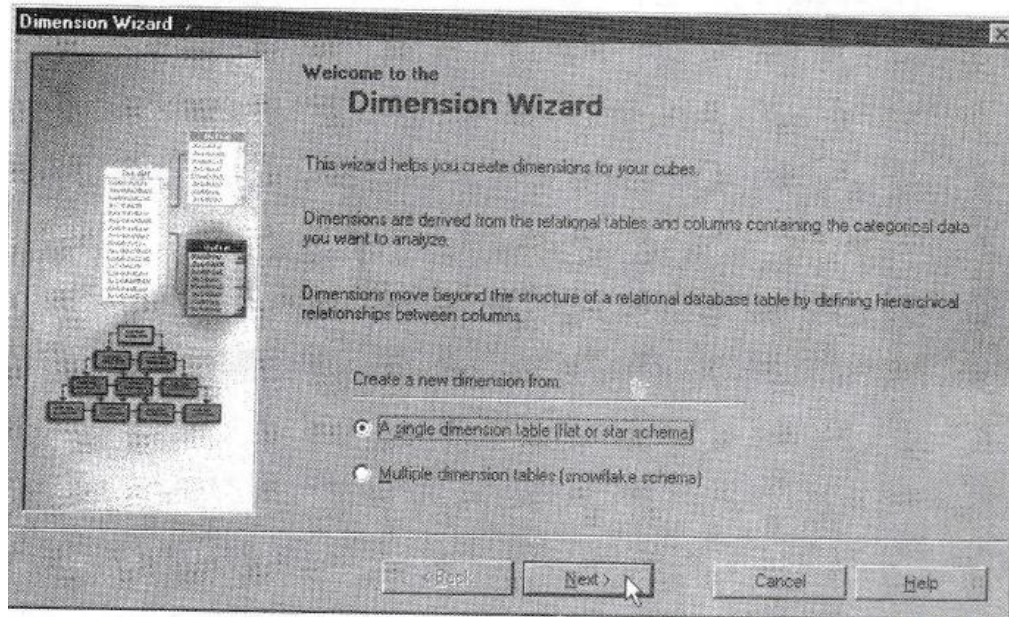 Dimension Wizard
Welcome to the
Dimension Wizard
This wizard helps you create dimensions for your cubes.
Dimensions are derived from the relational tables and columns containing the categorical data
you want to analyze.
Dimensions move beyond the structure of a relational database table by defining hierarchical
relationships between columns.
Create a new dimension from:
A single dimension table (flat or star schema)
Multiple dimension tables (snowflake schema)
< Back
Next >
Cancel
Help